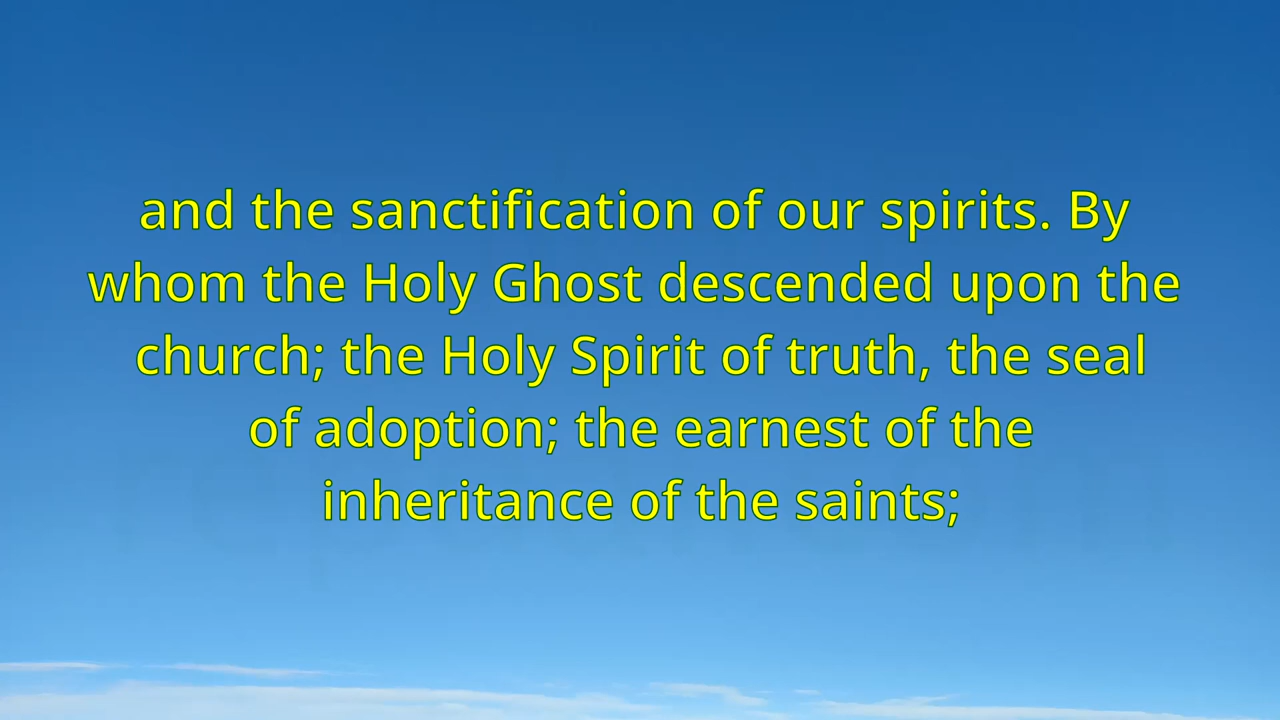 and the sanctification of our spirits. By
whom the Holy Ghost descended upon the
church; the Holy Spirit of truth, the seal
of adoption; the earnest of the
inheritance of the saints;